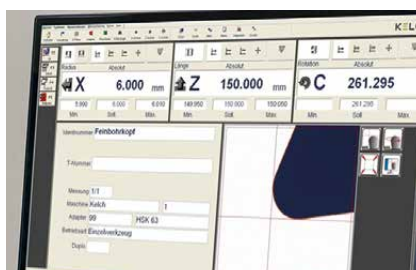 KELC
Radius Absolut
Länge Absolut
Rotation Absolut
X 6.000 mm
Z 150.000 mm
C 261.295
5.990 6.000 6.010
149.950 150.000 150.050
261.295
Min. Soll. Max.
Min. Soll. Max.
Min. Soll. Max.
Identnummer Feinbohrkopf
T-Nummer
Messung 1/1
Maschine Kelch 1
Adapter 99 HSK 63
Betriebsart Einzelwerkzeug
Duplo